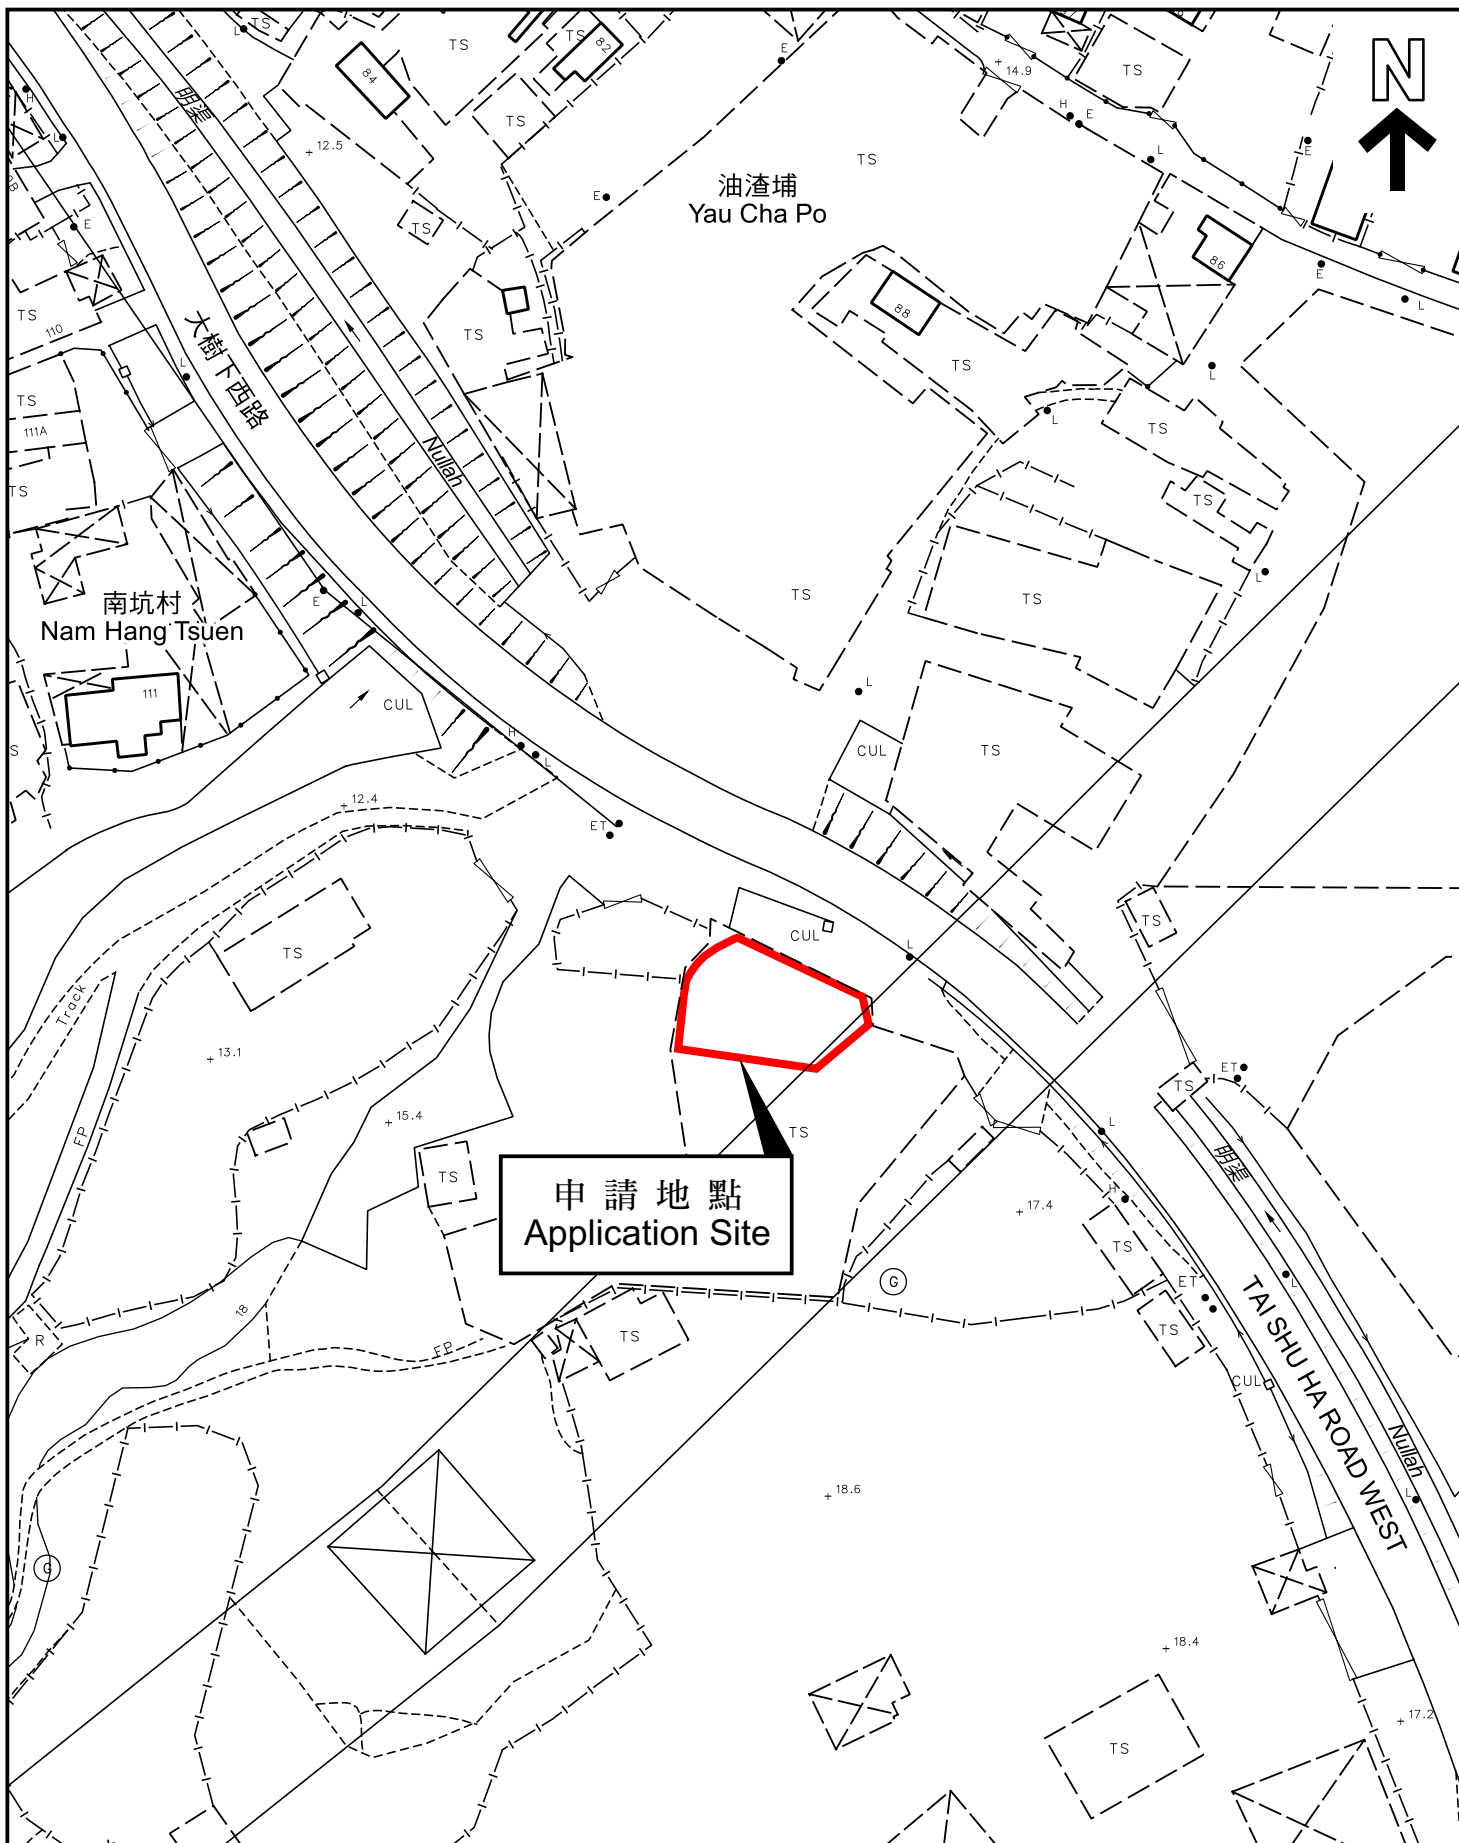 TS
L
TS
TS
82
E
14.9
TS
N
84
明渠
H
H
E
TS
L
L
12.5
TS
E
油渣埔
Yau Cha Po
E
TS
E
86
E
L
TS
88
110
大樹下西路
TS
TS
L
L
TS
L
111A
TS
Nullah
TS
TS
L
TS
TS
南坑村
Nam Hang Tsuen
E
L
TS
L
111
CUL
H
L
CUL
TS
S
12.4
ET
TS
CUL
L
TS
Track
13.1
ET
TS
15.4
L
FP
TS
TS
明渠
申請地點
Application Site
H
17.4
TS
G
ET
L
TAI SHU HA ROAD WEST
18
R
FP
TS
TS
CUL
Nullah
L
18.6
G
18.4
17.2
TS